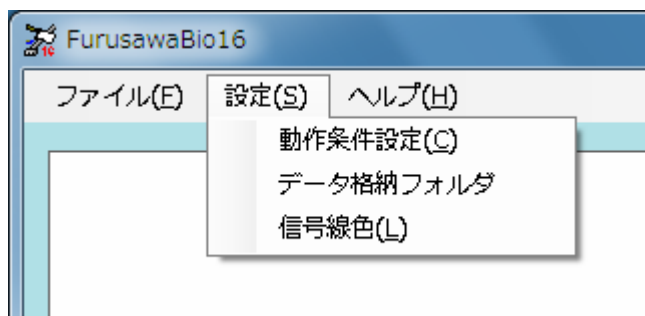 FurusawaBio16
ファイル(F) 設定(S) ヘルプ(H)
動作条件設定(C)
データ格納フォルダ
信号線色(L)